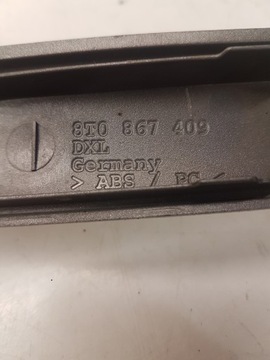 8T0 867 409
DXL
Germany
> ABS / PC <